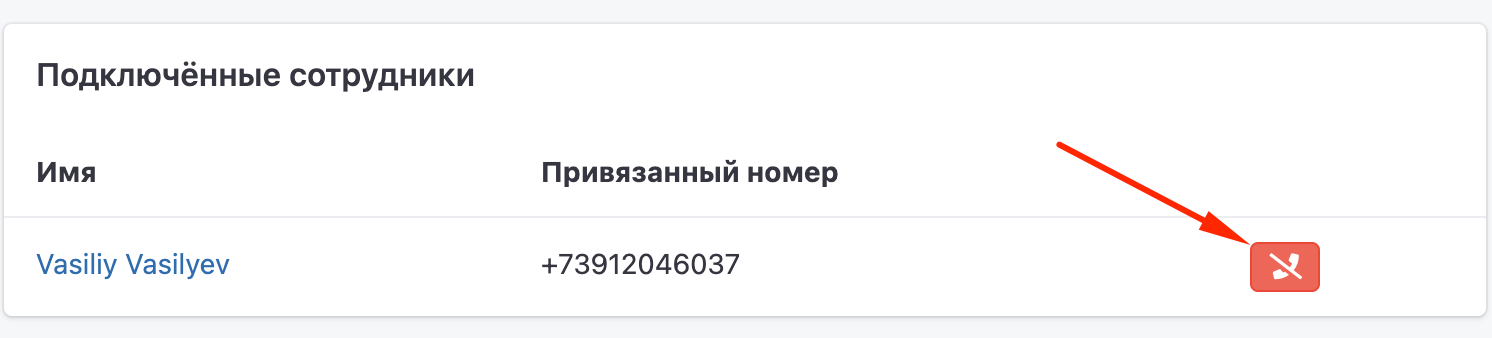 Подключённые сотрудники
Имя Привязанный номер
Vasiliy Vasilyev +73912046037